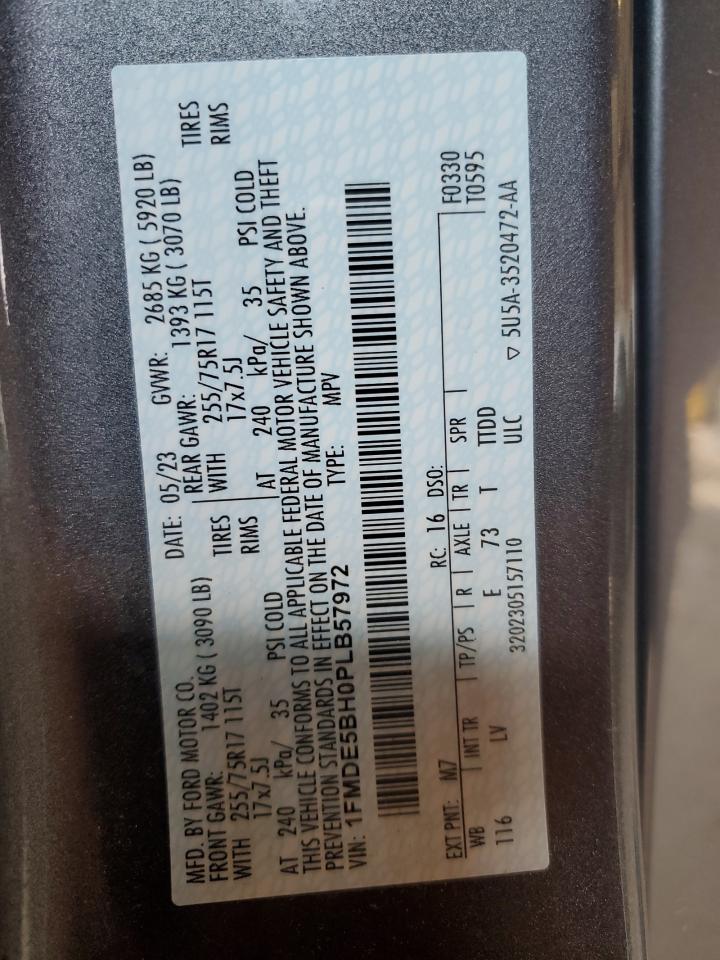 MFD. BY FORD MOTOR CO. DATE: 05/23 GVWR: 2685 KG ( 5920 LB)
FRONT GAWR: 1402 KG ( 3090 LB) REAR GAWR: 1393 KG ( 3070 LB)
WITH 255/75R17 115T TIRES WITH 255/75R17 115T TIRES
17x7.5J RIMS 17x7.5J RIMS
AT 240 kPa/ 35 PSI COLD AT 240 kPa/ 35 PSI COLD
THIS VEHICLE CONFORMS TO ALL APPLICABLE FEDERAL MOTOR VEHICLE SAFETY AND THEFT
PREVENTION STANDARDS IN EFFECT ON THE DATE OF MANUFACTURE SHOWN ABOVE.
VIN: 1FMDE5BH0PLB57972 TYPE: MPV
EXT PNT: M7 RC: 16 DSO: F0330
WB INT TR TP/PS R AXLE TR SPR T0595
116 LV E 73 T TTDD
3202305157110 ULC ▽ 5U5A-3520472-AA